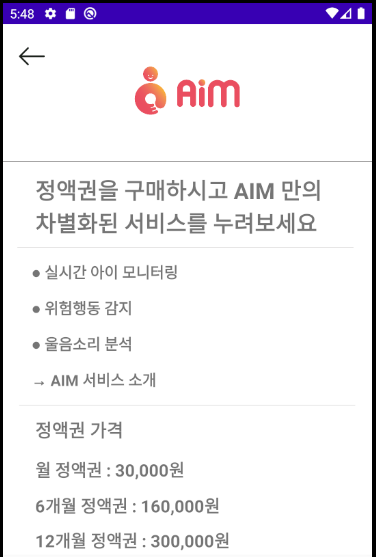 5:48
AiM
정액권을 구매하시고 AIM 만의
차별화된 서비스를 누려보세요
● 실시간 아이 모니터링
● 위험행동 감지
● 울음소리 분석
→ AIM 서비스 소개
정액권 가격
월 정액권 : 30,000원
6개월 정액권 : 160,000원
12개월 정액권 : 300,000원